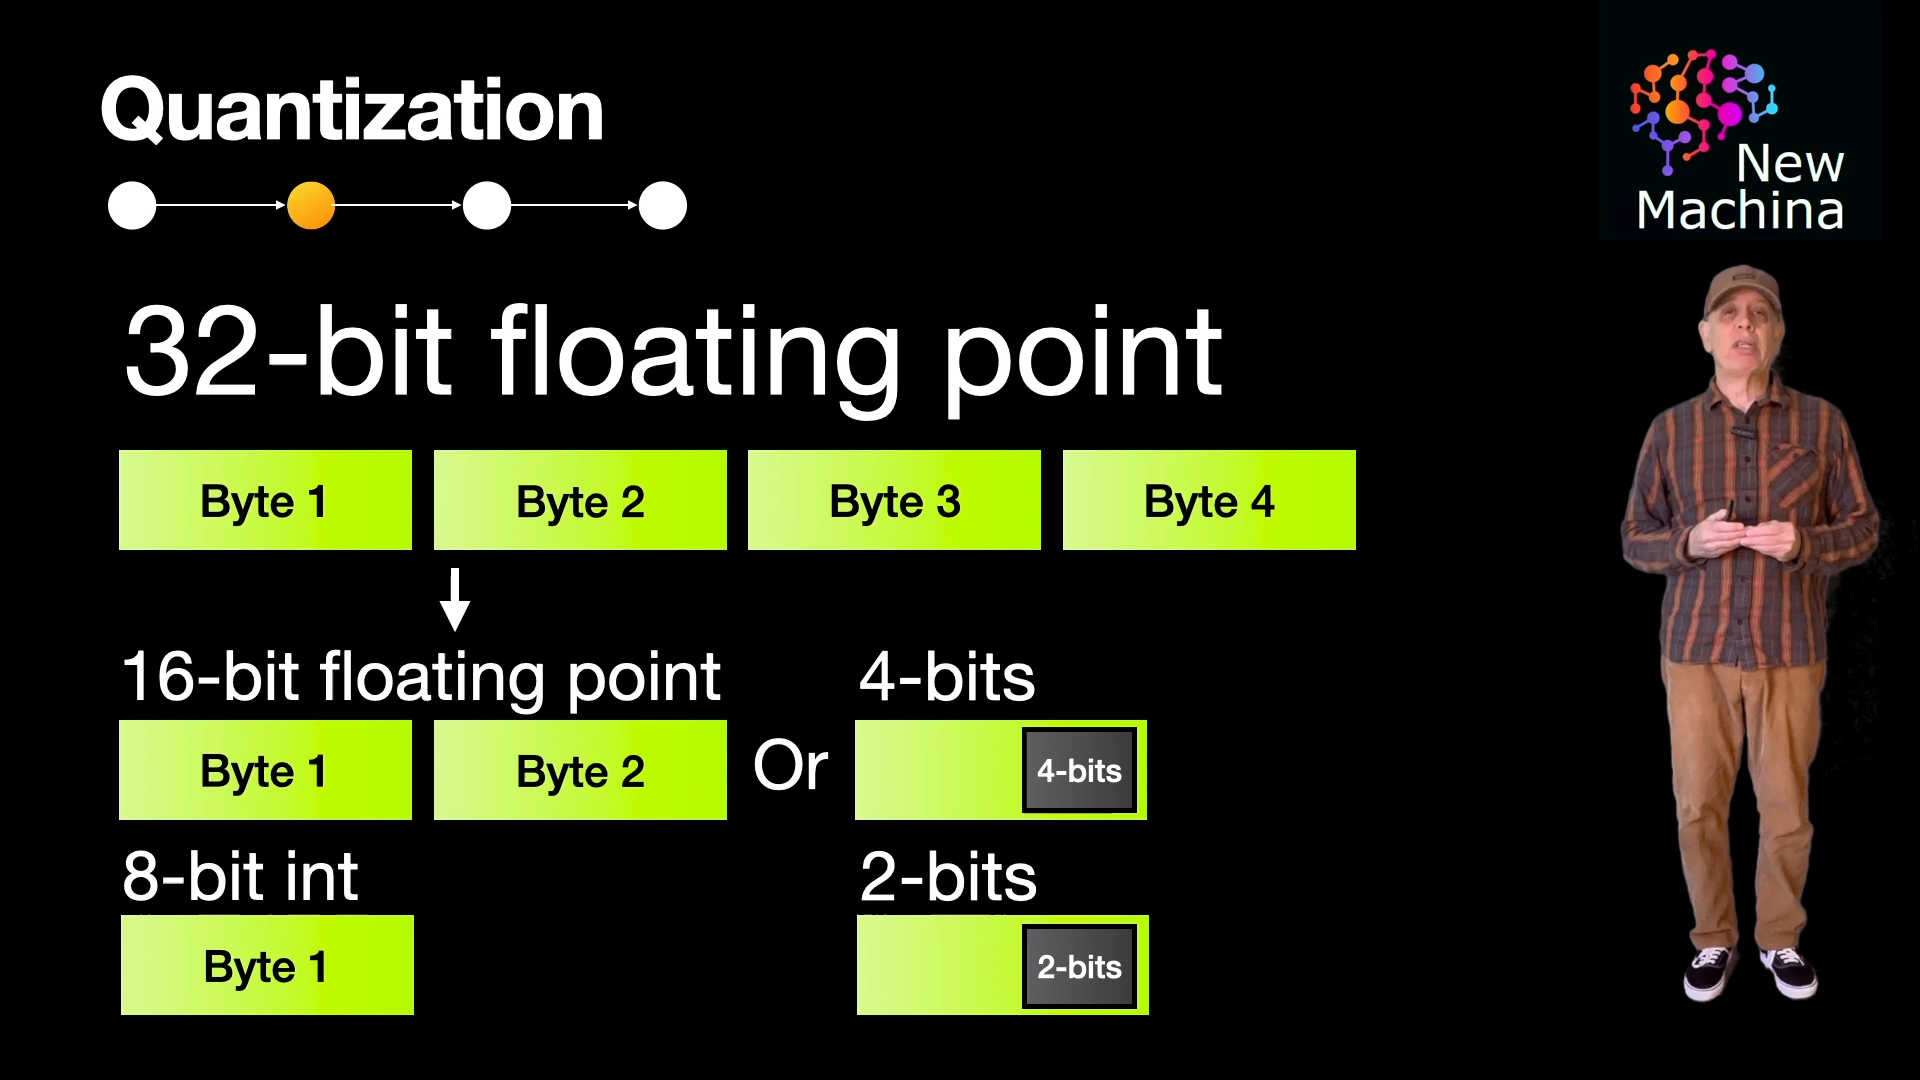 Quantization
New
Machina
32-bit floating point
Byte 1
Byte 2
Byte 3
Byte 4
16-bit floating point
4-bits
Byte 1
Byte 2
Or
4-bits
8-bit int
2-bits
Byte 1
2-bits